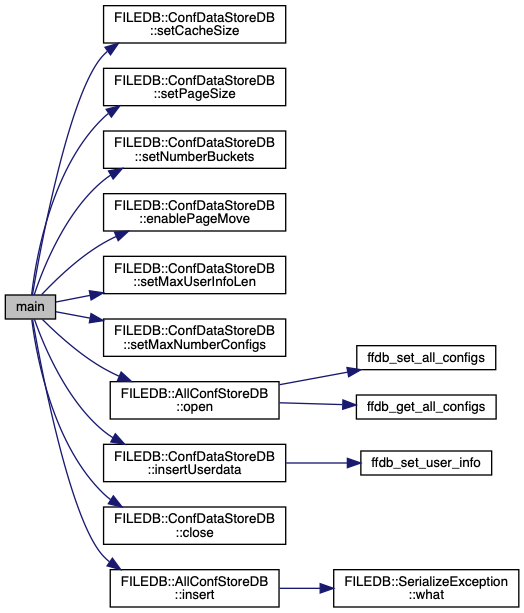 main
FILEDB::ConfDataStoreDB
::setCacheSize
FILEDB::ConfDataStoreDB
::setPageSize
FILEDB::ConfDataStoreDB
::setNumberBuckets
FILEDB::ConfDataStoreDB
::enablePageMove
FILEDB::ConfDataStoreDB
::setMaxUserInfoLen
FILEDB::ConfDataStoreDB
::setMaxNumberConfigs
FILEDB::AllConfStoreDB
::open
ffdb_set_all_configs
ffdb_get_all_configs
FILEDB::ConfDataStoreDB
::insertUserdata
ffdb_set_user_info
FILEDB::ConfDataStoreDB
::close
FILEDB::AllConfStoreDB
::insert
FILEDB::SerializeException
::what